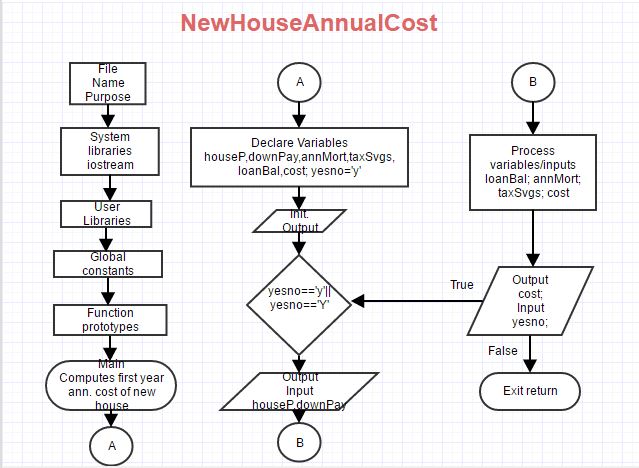 NewHouseAnnualCost
File
Name
Purpose
System
libraries
iostream
User
Libraries
Global
constants
Function
prototypes
Main
Computes first year
ann. cost of new
house
A
A
Declare Variables
houseP,downPay,annMort,taxSvgs,
loanBal,cost; yesno='y'
Init.
Output
yesno=='y'||
yesno=='Y'
Output
Input
houseP,downPay
B
B
Process
variables/inputs
loanBal; annMort;
taxSvgs; cost
Output
cost;
Input
yesno;
True
False
Exit return